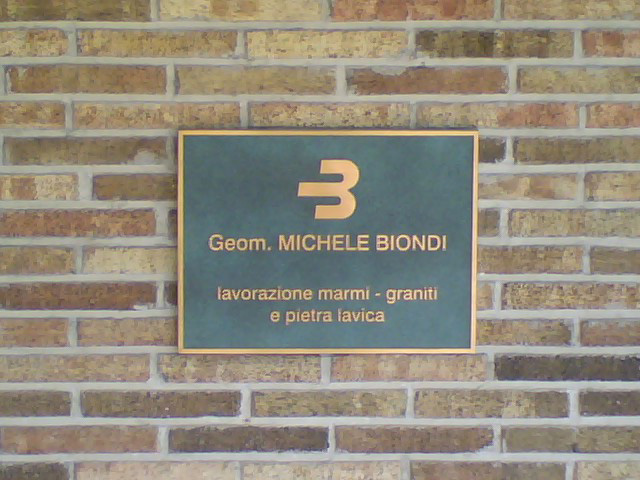 B
Geom. MICHELE BIONDI
lavorazione marmi - graniti
e pietra lavica